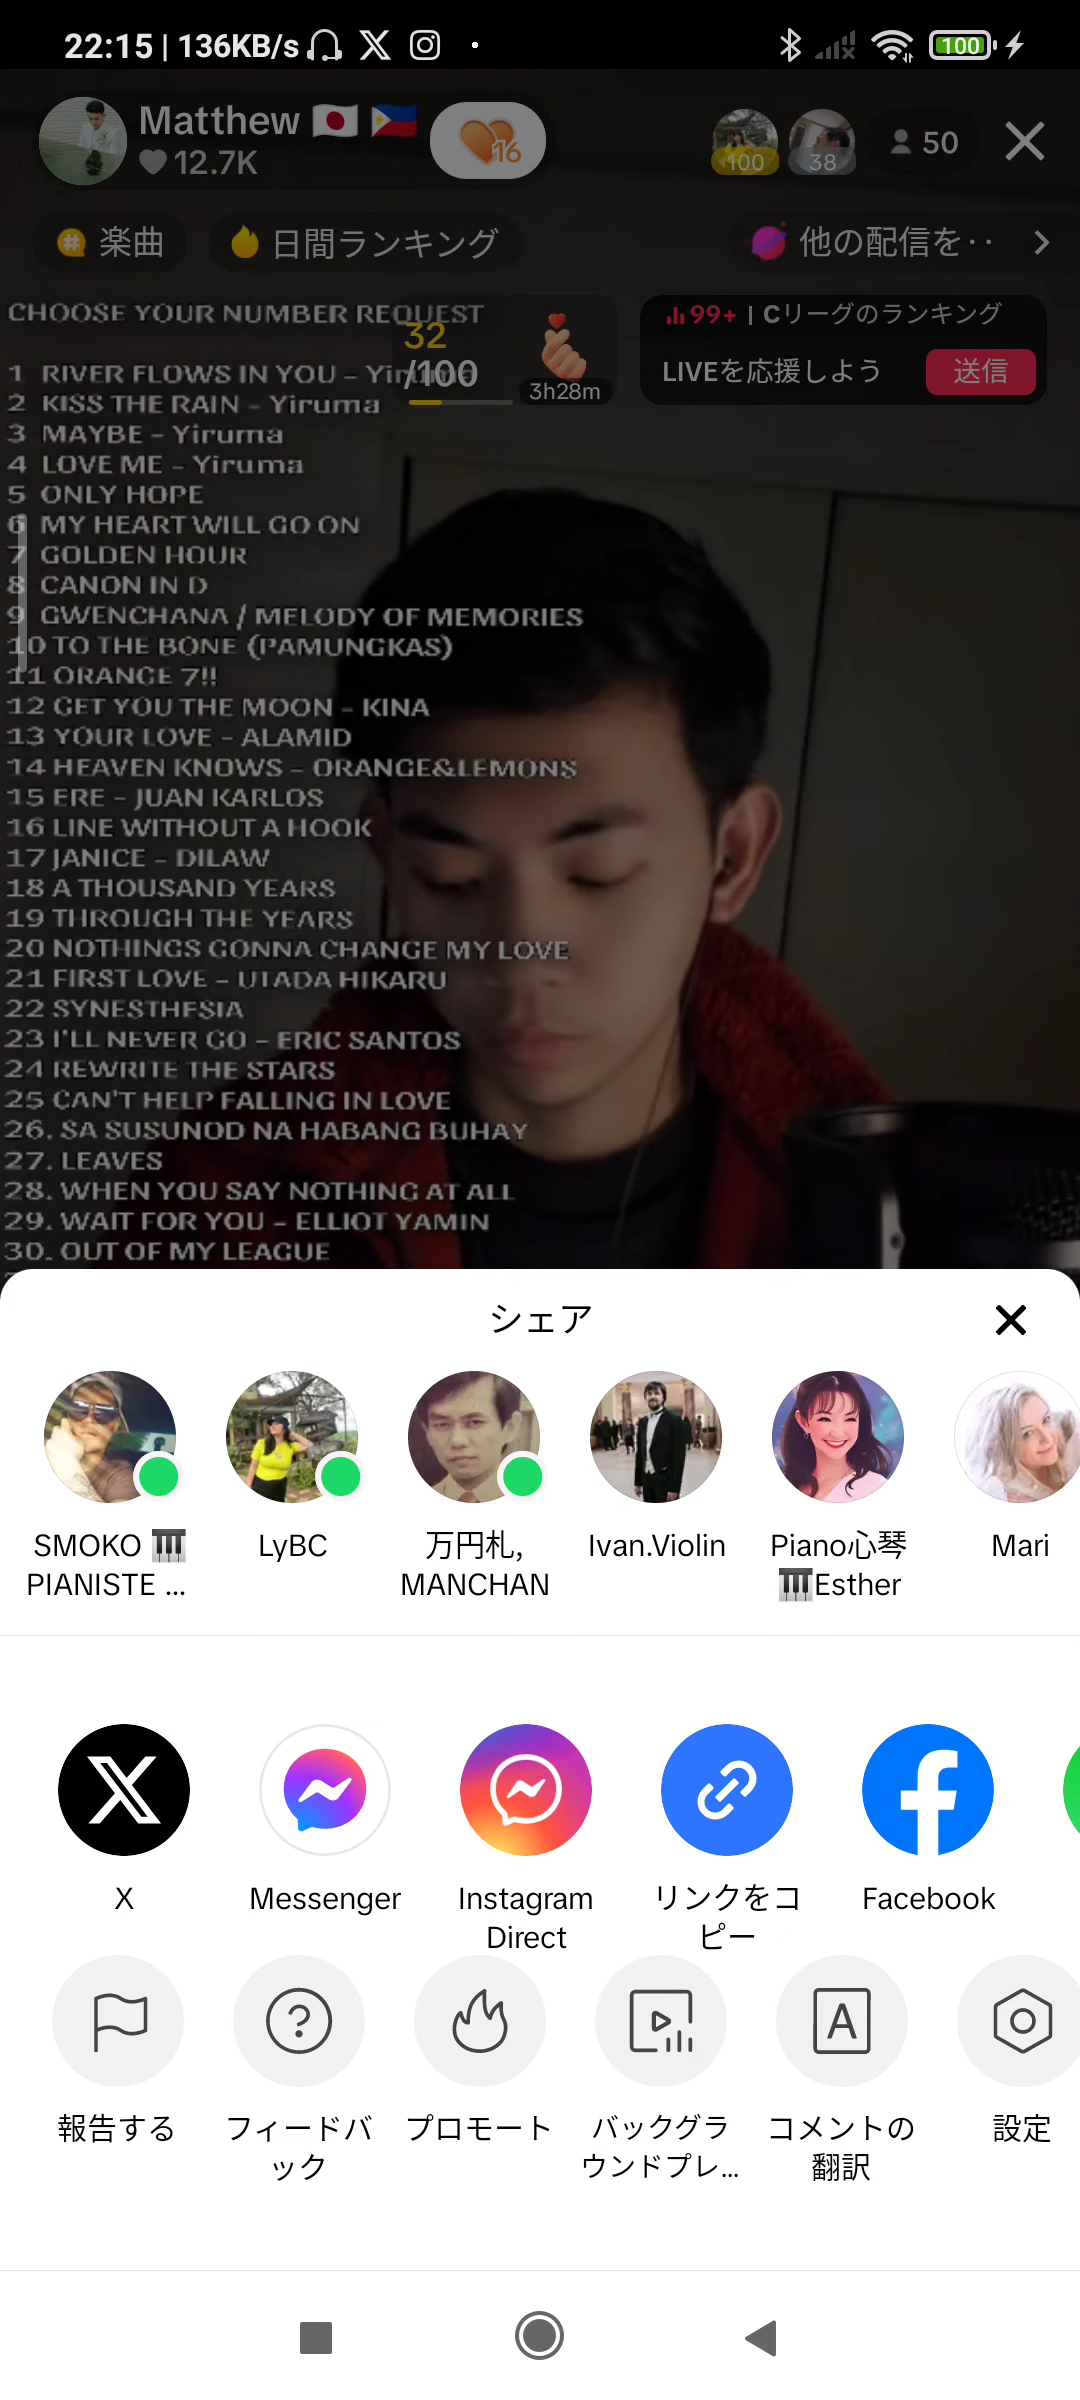 22:15 | 136KB/s
100
Matthew 🇯🇵 🇵🇭
12.7K
16
100
38
50
楽曲
日間ランキング
他の配信を‥
CHOOSE YOUR NUMBER REQUEST
32
/100
3h28m
99+ | Cリーグのランキング
LIVEを応援しよう
送信
1 RIVER FLOWS IN YOU – Yiruma
2 KISS THE RAIN – Yiruma
3 MAYBE – Yiruma
4 LOVE ME – Yiruma
5 ONLY HOPE
6 MY HEART WILL GO ON
7 GOLDEN HOUR
8 CANON IN D
9 GWENCHANA / MELODY OF MEMORIES
10 TO THE BONE (PAMUNGKAS)
11 ORANGE 7!!
12 GET YOU THE MOON – KINA
13 YOUR LOVE – ALAMID
14 HEAVEN KNOWS – ORANGE&LEMONS
15 ERE – JUAN KARLOS
16 LINE WITHOUT A HOOK
17 JANICE – DILAW
18 A THOUSAND YEARS
19 THROUGH THE YEARS
20 NOTHINGS GONNA CHANGE MY LOVE
21 FIRST LOVE – UTADA HIKARU
22 SYNESTHESIA
23 I'LL NEVER GO – ERIC SANTOS
24 REWRITE THE STARS
25 CAN'T HELP FALLING IN LOVE
26. SA SUSUNOD NA HABANG BUHAY
27. LEAVES
28. WHEN YOU SAY NOTHING AT ALL
29. WAIT FOR YOU – ELLIOT YAMIN
30. OUT OF MY LEAGUE
シェア
SMOKO 🎹
PIANISTE ...
LyBC
万円札,
MANCHAN
Ivan.Violin
Piano心琴
🎹Esther
Mari
X
Messenger
Instagram
Direct
リンクをコ
ピー
Facebook
報告する
フィードバ
ック
プロモート
バックグラ
ウンドプレ...
A
コメントの
翻訳
設定